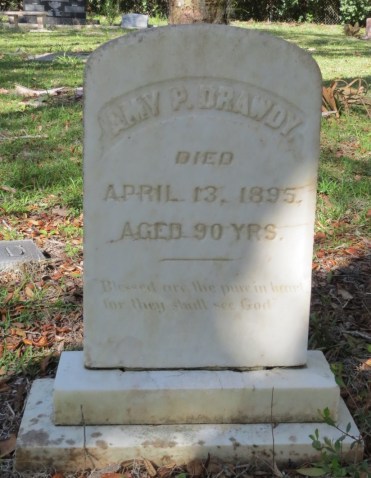 AMY P. DRAWDY
DIED
APRIL 13, 1895.
AGED 90 YRS.
Blessed are the pure in heart
for they shall see God